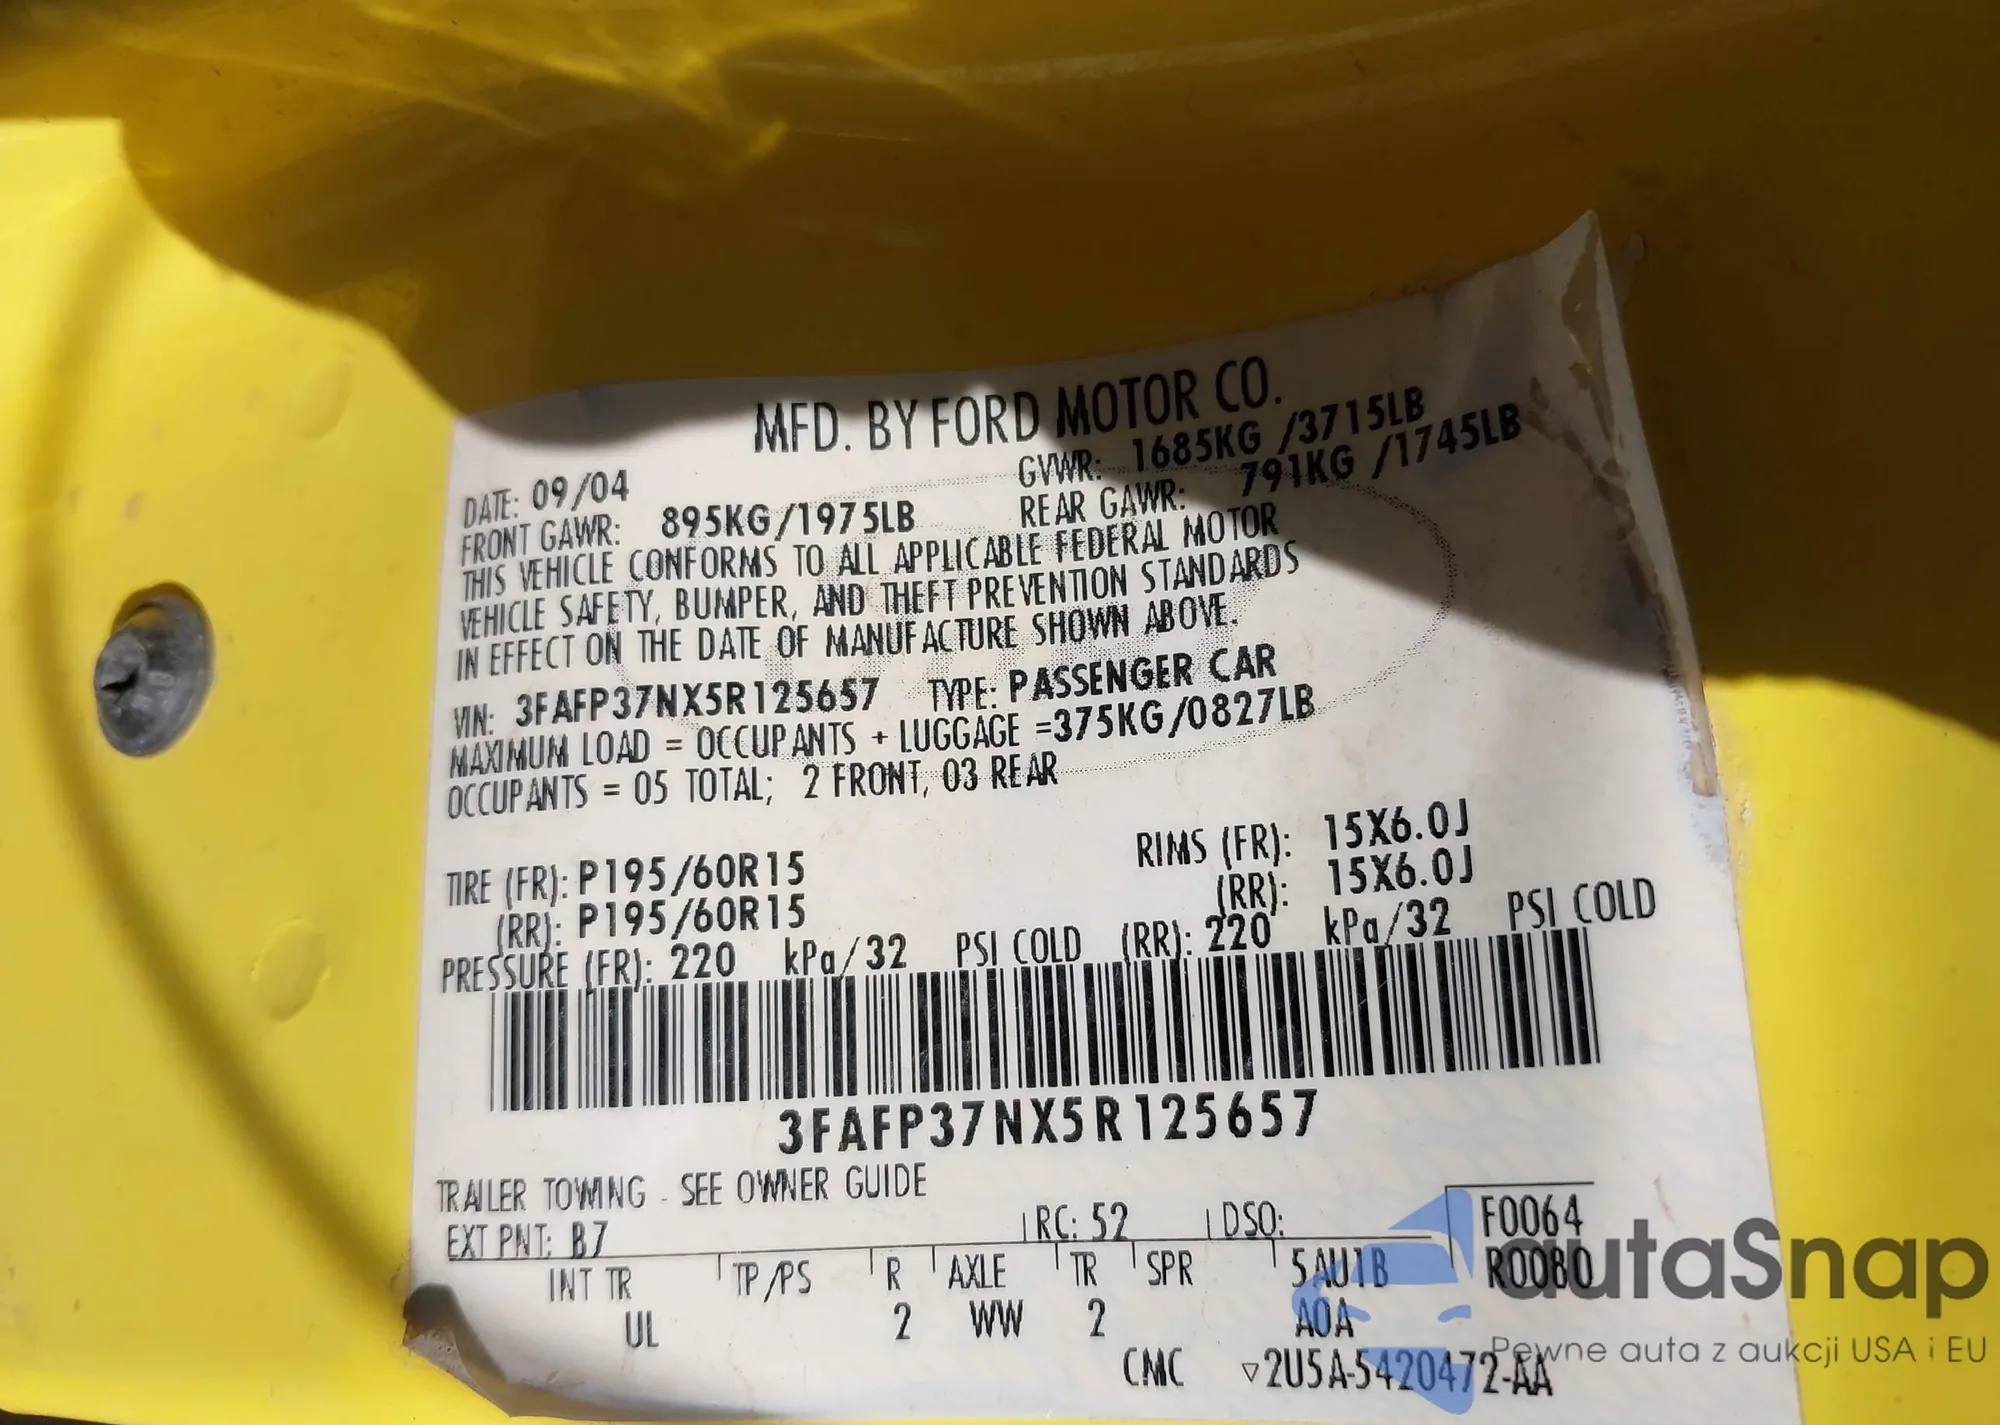 MFD. BY FORD MOTOR CO.
DATE: 09/04 GVWR: 1685KG /3715LB
FRONT GAWR: 895KG/1975LB REAR GAWR: 791KG /1745LB
THIS VEHICLE CONFORMS TO ALL APPLICABLE FEDERAL MOTOR
VEHICLE SAFETY, BUMPER, AND THEFT PREVENTION STANDARDS
IN EFFECT ON THE DATE OF MANUFACTURE SHOWN ABOVE.
VIN: 3FAFP37NX5R125657 TYPE: PASSENGER CAR
MAXIMUM LOAD = OCCUPANTS + LUGGAGE =375KG/0827LB
OCCUPANTS = 05 TOTAL; 2 FRONT, 03 REAR
TIRE (FR): P195/60R15 RIMS (FR): 15X6.0J
(RR): P195/60R15 (RR): 15X6.0J
PRESSURE (FR): 220 kPa/32 PSI COLD (RR): 220 kPa/32 PSI COLD
3FAFP37NX5R125657
TRAILER TOWING - SEE OWNER GUIDE
EXT PNT: B7 RC: 52 DSO: F0064
INT TR TP/PS R AXLE TR SPR 5AU1B R0080
UL 2 WW 2 A0A
CMC ▽2U5A-5420472-AA
autaSnap
Pewne auta z aukcji USA i EU